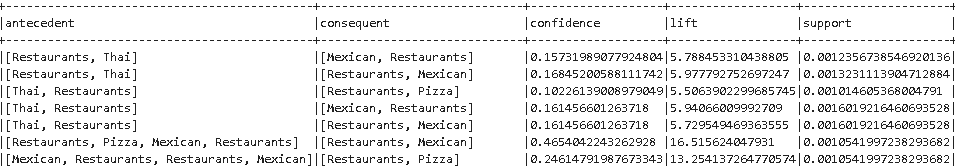 +--------------------------------------------+-------------------------+-------------------+------------------+---------------------+
|antecedent |consequent |confidence |lift |support |
+--------------------------------------------+-------------------------+-------------------+------------------+---------------------+
|[Restaurants, Thai] |[Mexican, Restaurants] |0.15731989077924804|5.788453310438805 |0.0012356738546920136|
|[Restaurants, Thai] |[Restaurants, Mexican] |0.16845200588111742|5.977792752697247 |0.0013231113904712884|
|[Thai, Restaurants] |[Restaurants, Pizza] |0.10226139008979049|5.5063902299685745|0.001014605368004791 |
|[Thai, Restaurants] |[Mexican, Restaurants] |0.161456601263718 |5.94066009992709 |0.0016019216460693528|
|[Thai, Restaurants] |[Restaurants, Mexican] |0.161456601263718 |5.729549469363555 |0.0016019216460693528|
|[Restaurants, Pizza, Mexican, Restaurants] |[Restaurants, Mexican] |0.4654042243262928 |16.515624047931 |0.0010541997238293682|
|[Mexican, Restaurants, Restaurants, Mexican]|[Restaurants, Pizza] |0.24614791987673343|13.254137264770574|0.0010541997238293682|